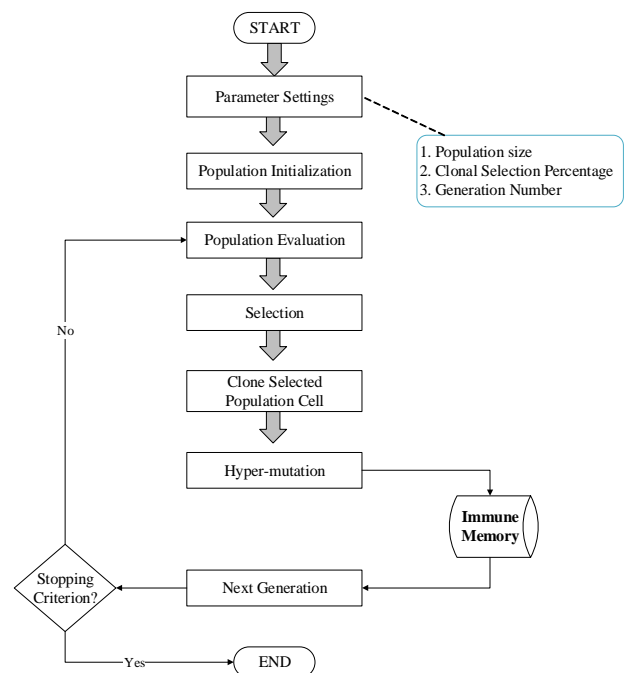 START
Parameter Settings
1. Population size
2. Clonal Selection Percentage
3. Generation Number
Population Initialization
Population Evaluation
No
Selection
Clone Selected
Population Cell
Hyper-mutation
Immune
Memory
Stopping
Criterion?
Next Generation
Yes
END